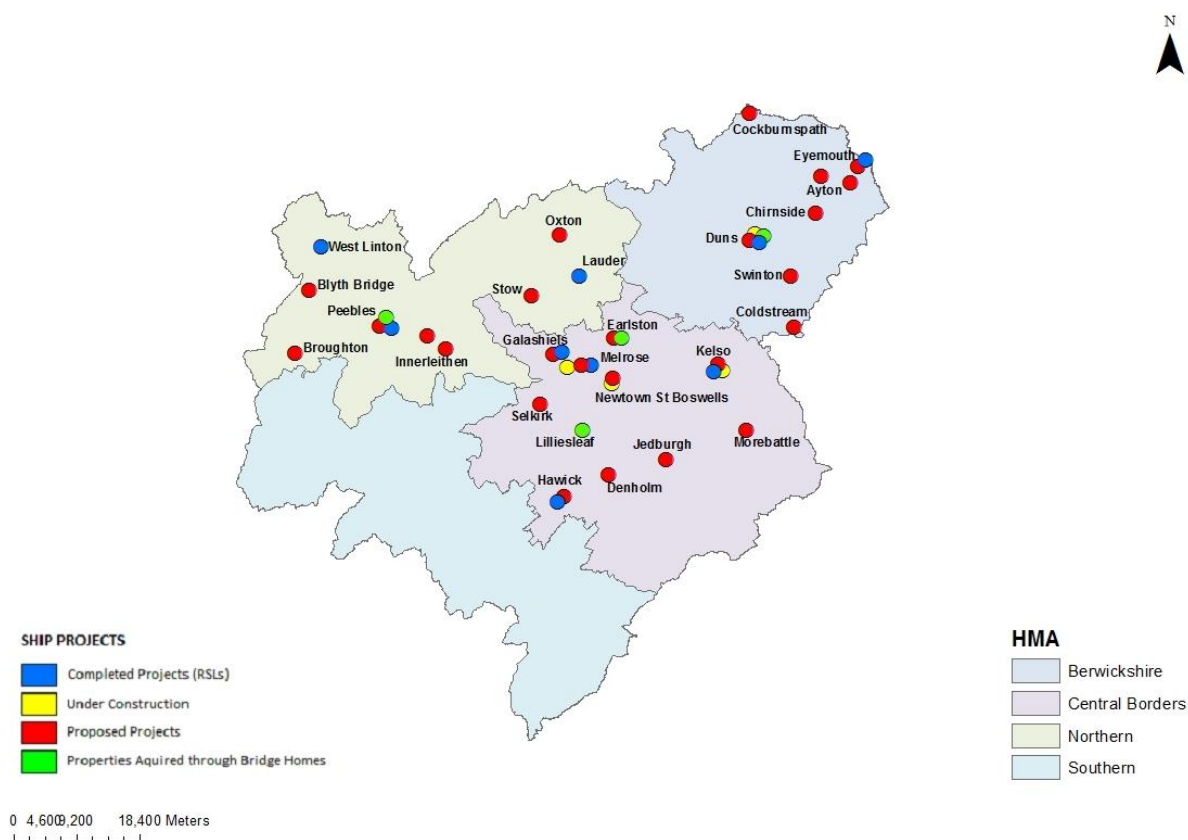 N
Cockburnspath
Eyemouth
Ayton
Chirnside
Oxton
Duns
West Linton
Lauder
Swinton
Blyth Bridge
Stow
Peebles
Coldstream
Earlston
Galashiels
Broughton
Kelso
Melrose
Innerleithen
Newtown St Boswells
Selkirk
Lilliesleaf
Jedburgh
Morebattle
Hawick
Denholm
SHIP PROJECTS
Completed Projects (RSLs)
Under Construction
Proposed Projects
Properties Aquired through Bridge Homes
HMA
Berwickshire
Central Borders
Northern
Southern
0 4,600 9,200 18,400 Meters